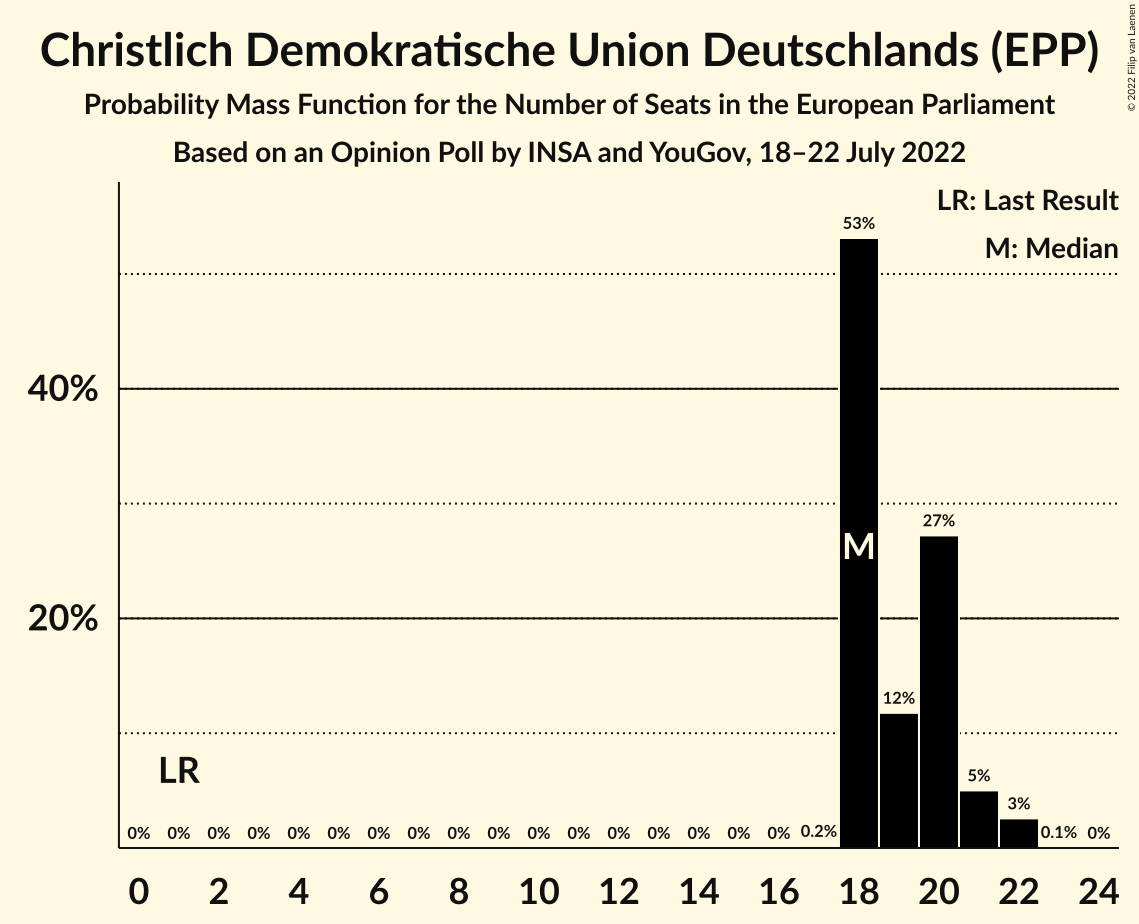 Christlich Demokratische Union Deutschlands (EPP)
Probability Mass Function for the Number of Seats in the European Parliament
Based on an Opinion Poll by INSA and YouGov, 18–22 July 2022
© 2022 Filip van Laenen
LR: Last Result
M: Median
53%
40%
27%
M
20%
12%
LR
5%
3%
0% 0% 0% 0% 0% 0% 0% 0% 0% 0% 0% 0% 0% 0% 0% 0% 0% 0.2% 0.1% 0%
0 2 4 6 8 10 12 14 16 18 20 22 24